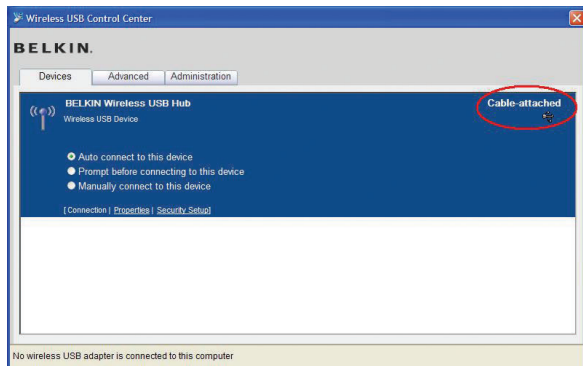 Wireless USB Control Center
BELKIN.
Devices Advanced Administration
BELKIN Wireless USB Hub Cable-attached
Wireless USB Device
Auto connect to this device
Prompt before connecting to this device
Manually connect to this device
[ Connection | Properties | Security Setup]
No wireless USB adapter is connected to this computer